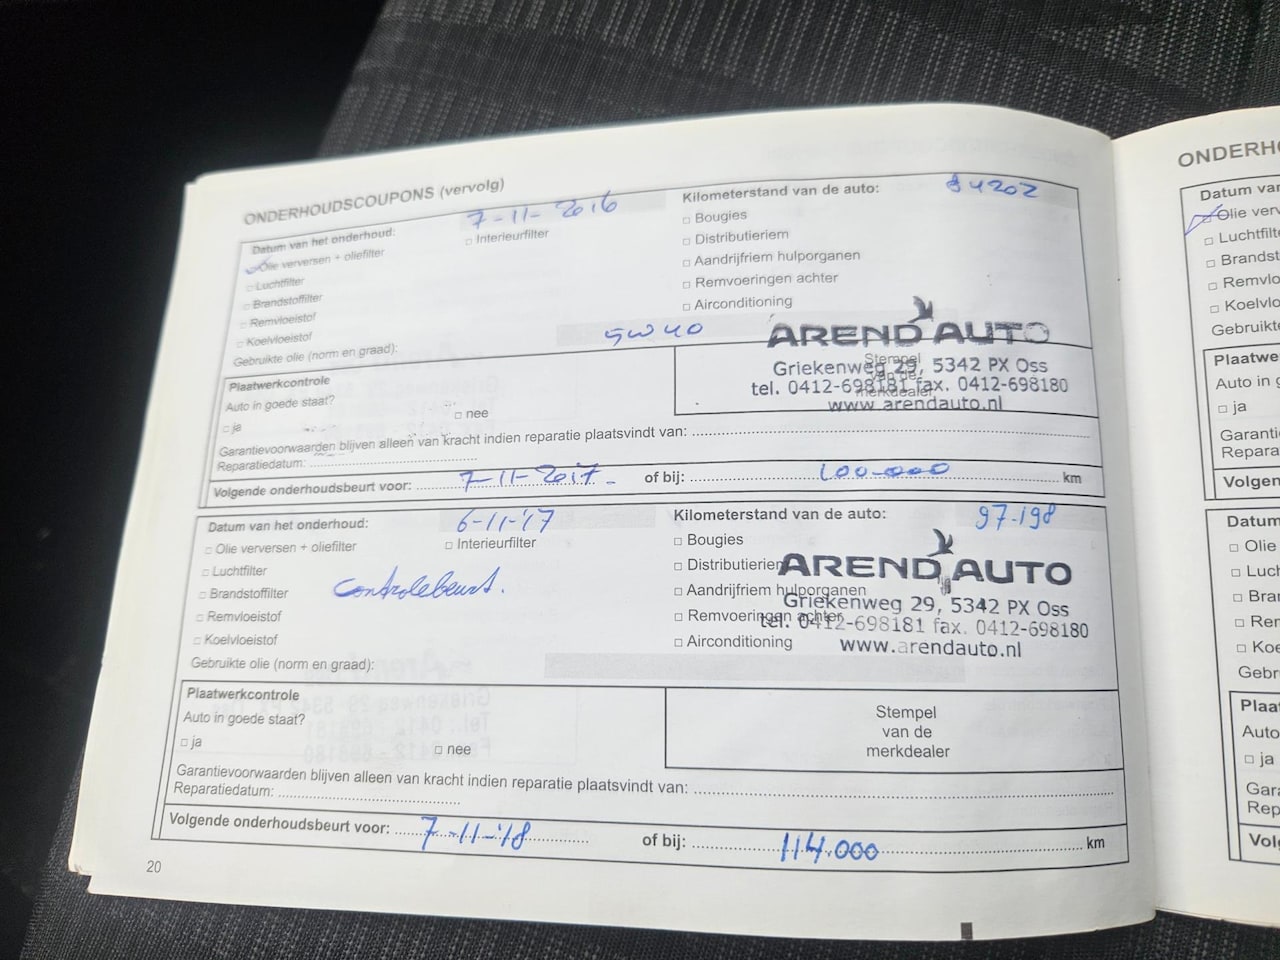 ONDERHOUDSCOUPONS (vervolg)
Datum van het onderhoud: 7-11-2016
Kilometerstand van de auto: 84202
Olie verversen + oliefilter
□ Interieurfilter
□ Bougies
□ Luchtfilter
□ Distributieriem
□ Brandstoffilter
□ Aandrijfriem hulporganen
□ Remvloeistof
□ Remvoeringen achter
□ Koelvloeistof
□ Airconditioning
Gebruikte olie (norm en graad): 5W40
AREND AUTO
Griekenweg 29, 5342 PX Oss
tel. 0412-698181 fax. 0412-698180
www.arendauto.nl
Stempel
van de
merkdealer
Plaatwerkcontrole
Auto in goede staat?
□ ja
□ nee
Garantievoorwaarden blijven alleen van kracht indien reparatie plaatsvindt van:
Reparatiedatum:
Volgende onderhoudsbeurt voor: 7-11-2017. of bij: 100.000 km
Datum van het onderhoud: 6-11-'17
Kilometerstand van de auto: 97.198
□ Olie verversen + oliefilter
□ Interieurfilter
□ Bougies
□ Luchtfilter
□ Distributieriem
□ Brandstoffilter
Controlebeurt.
□ Aandrijfriem hulporganen
□ Remvloeistof
□ Remvoeringen achter
□ Koelvloeistof
□ Airconditioning
AREND AUTO
Griekenweg 29, 5342 PX Oss
tel. 0412-698181 fax. 0412-698180
www.arendauto.nl
Gebruikte olie (norm en graad):
Plaatwerkcontrole
Auto in goede staat?
□ ja
□ nee
Stempel
van de
merkdealer
Garantievoorwaarden blijven alleen van kracht indien reparatie plaatsvindt van:
Reparatiedatum:
Volgende onderhoudsbeurt voor: 7-11-'18 of bij: 114.000 km
20
ONDERH
Datum va
Olie verv
□ Luchtfilt
□ Brandst
□ Remvlo
□ Koelvlo
Gebruikt
Plaatwe
Auto in g
□ ja
Garanti
Repara
Volgen
Datum
□ Olie
□ Luch
□ Bran
□ Rem
□ Koe
Gebr
Plaa
Auto
□ ja
Gara
Rep
Vol